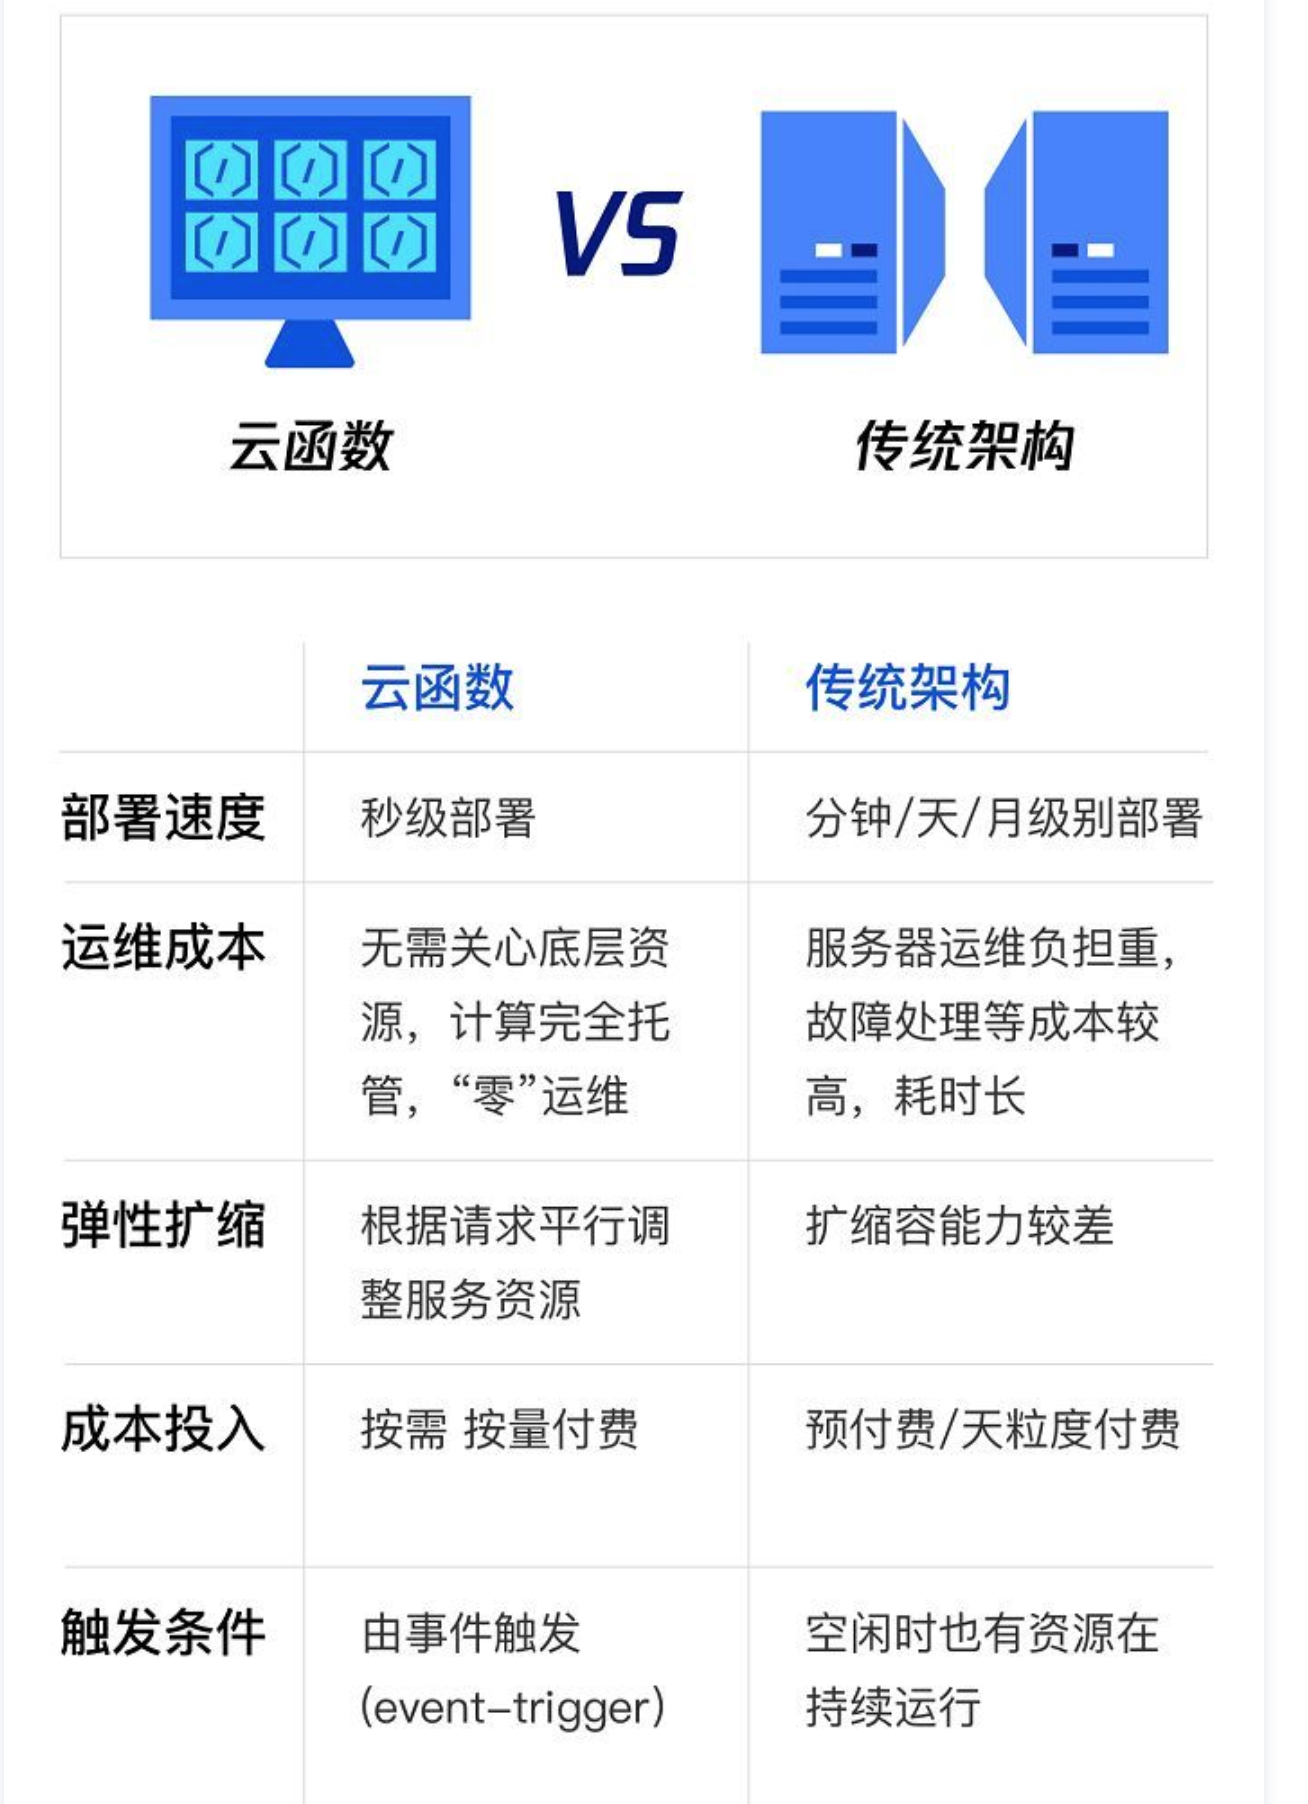 VS
云函数
传统架构
云函数
传统架构
部署速度
秒级部署
分钟/天/月级别部署
运维成本
无需关心底层资
源，计算完全托
管，“零”运维
服务器运维负担重，
故障处理等成本较
高，耗时长
弹性扩缩
根据请求平行调
整服务资源
扩缩容能力较差
成本投入
按需 按量付费
预付费/天粒度付费
触发条件
由事件触发
(event-trigger)
空闲时也有资源在
持续运行